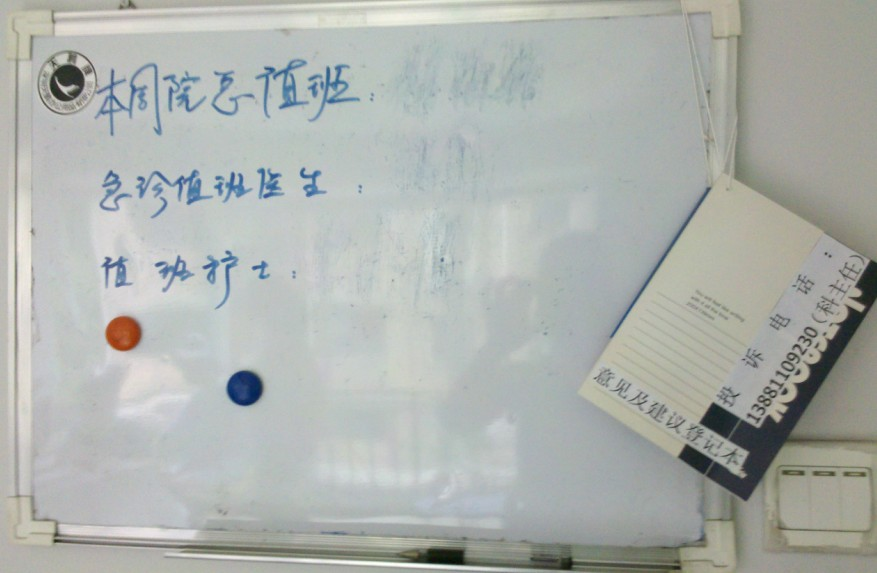 本周院总值班：
急诊值班医生：
值班护士：
投诉电话：
13881109230（科主任）
意见及建议登记本